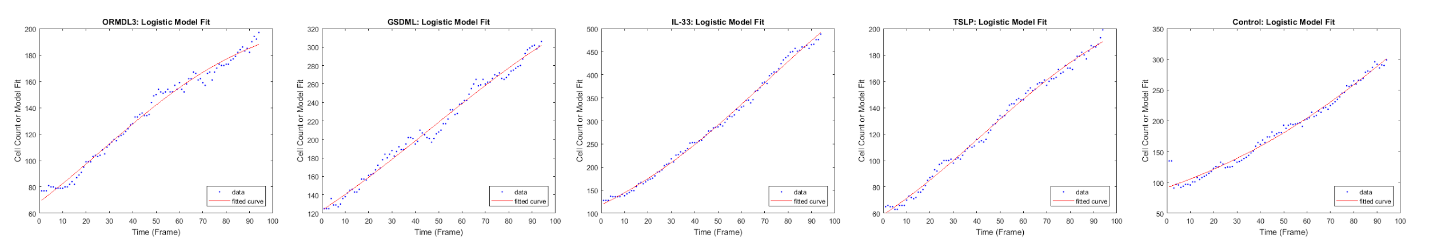 ORMDL3: Logistic Model Fit
Cell Count or Model Fit
200
180
160
140
120
100
80
60
0 10 20 30 40 50 60 70 80 90 100
Time (Frame)
data
fitted curve
GSDML: Logistic Model Fit
Cell Count or Model Fit
320
300
280
260
240
220
200
180
160
140
120
0 10 20 30 40 50 60 70 80 90 100
Time (Frame)
data
fitted curve
IL-33: Logistic Model Fit
Cell Count or Model Fit
500
450
400
350
300
250
200
150
100
0 10 20 30 40 50 60 70 80 90 100
Time (Frame)
data
fitted curve
TSLP: Logistic Model Fit
Cell Count or Model Fit
200
180
160
140
120
100
80
60
0 10 20 30 40 50 60 70 80 90 100
Time (Frame)
data
fitted curve
Control: Logistic Model Fit
Cell Count or Model Fit
350
300
250
200
150
100
50
0 10 20 30 40 50 60 70 80 90 100
Time (Frame)
data
fitted curve